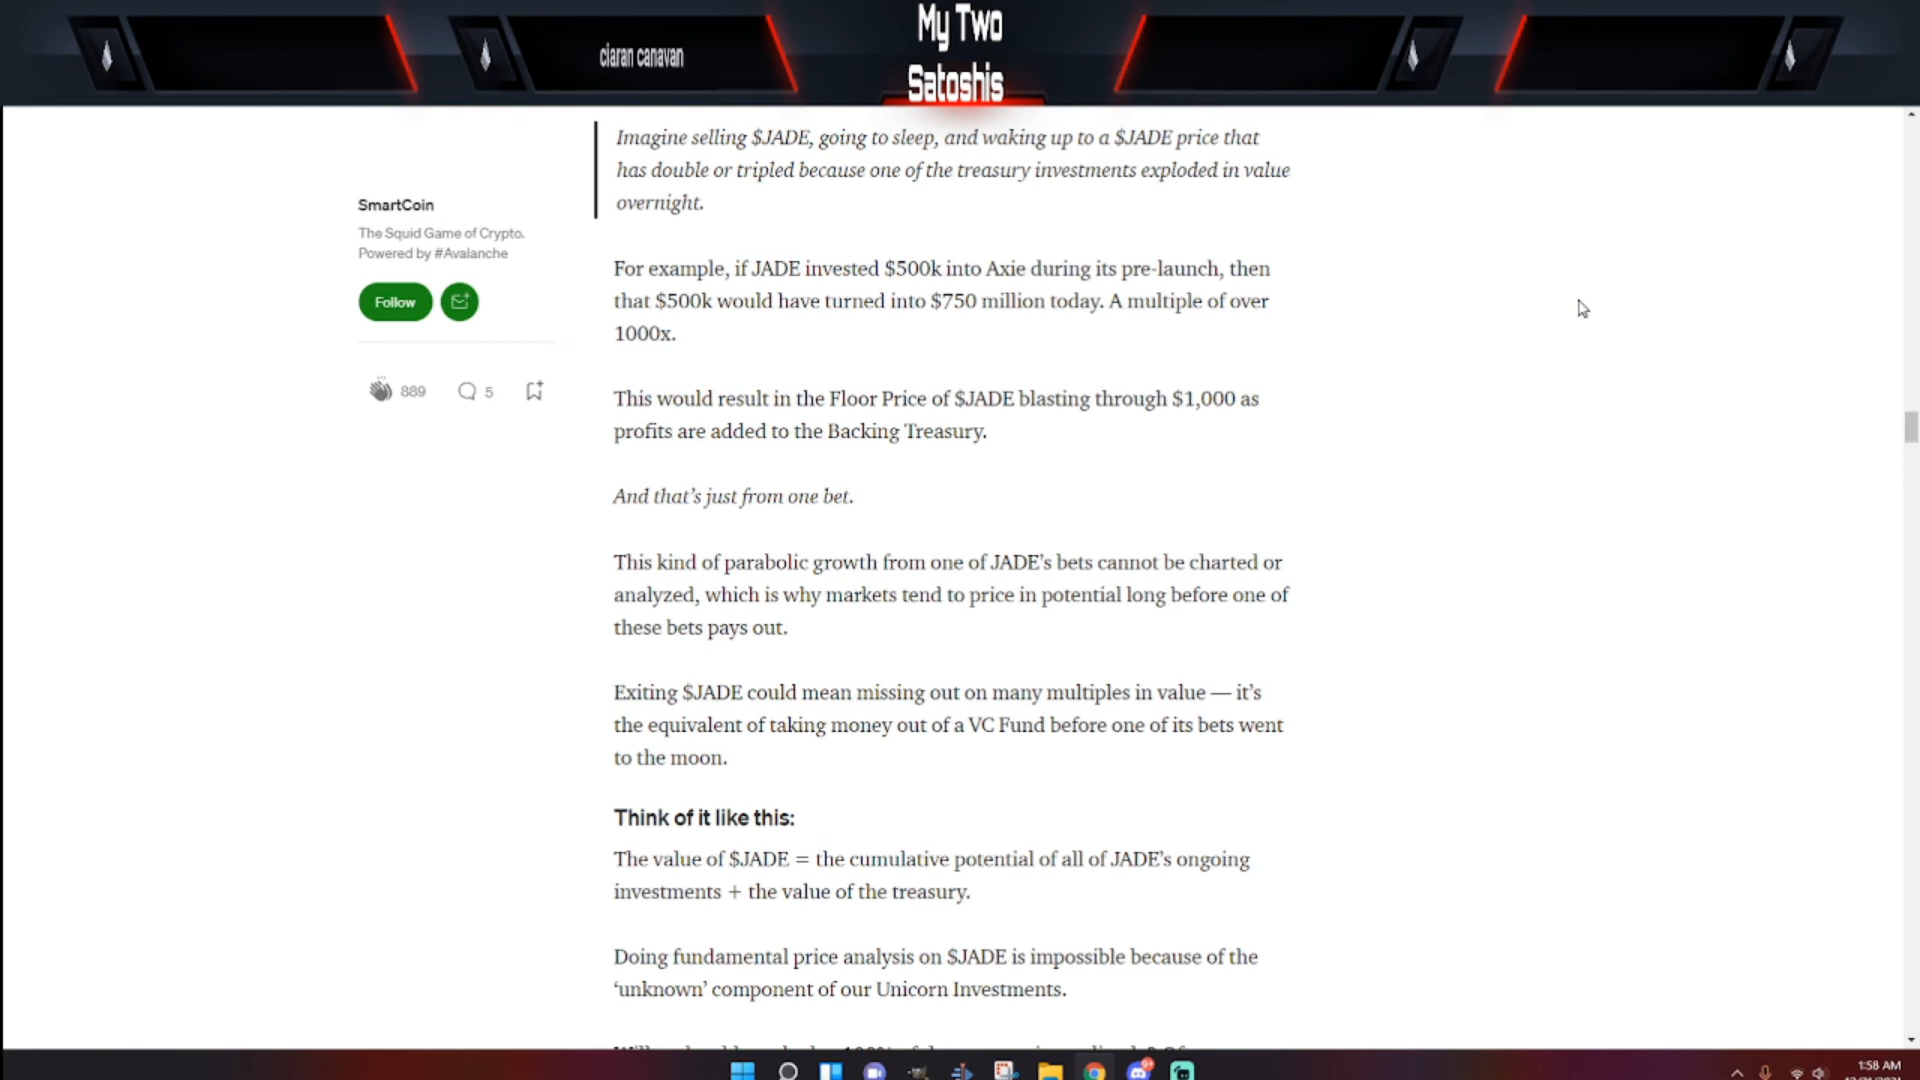 My Two
Satoshis
ciaran canavan
Imagine selling $JADE, going to sleep, and waking up to a $JADE price that
has double or tripled because one of the treasury investments exploded in value
overnight.
SmartCoin
The Squid Game of Crypto.
Powered by #Avalanche
Follow
889
5
For example, if JADE invested $500k into Axie during its pre-launch, then
that $500k would have turned into $750 million today. A multiple of over
1000x.
This would result in the Floor Price of $JADE blasting through $1,000 as
profits are added to the Backing Treasury.
And that's just from one bet.
This kind of parabolic growth from one of JADE's bets cannot be charted or
analyzed, which is why markets tend to price in potential long before one of
these bets pays out.
Exiting $JADE could mean missing out on many multiples in value — it's
the equivalent of taking money out of a VC Fund before one of its bets went
to the moon.
Think of it like this:
The value of $JADE = the cumulative potential of all of JADE's ongoing
investments + the value of the treasury.
Doing fundamental price analysis on $JADE is impossible because of the
'unknown' component of our Unicorn Investments.
1:58 AM